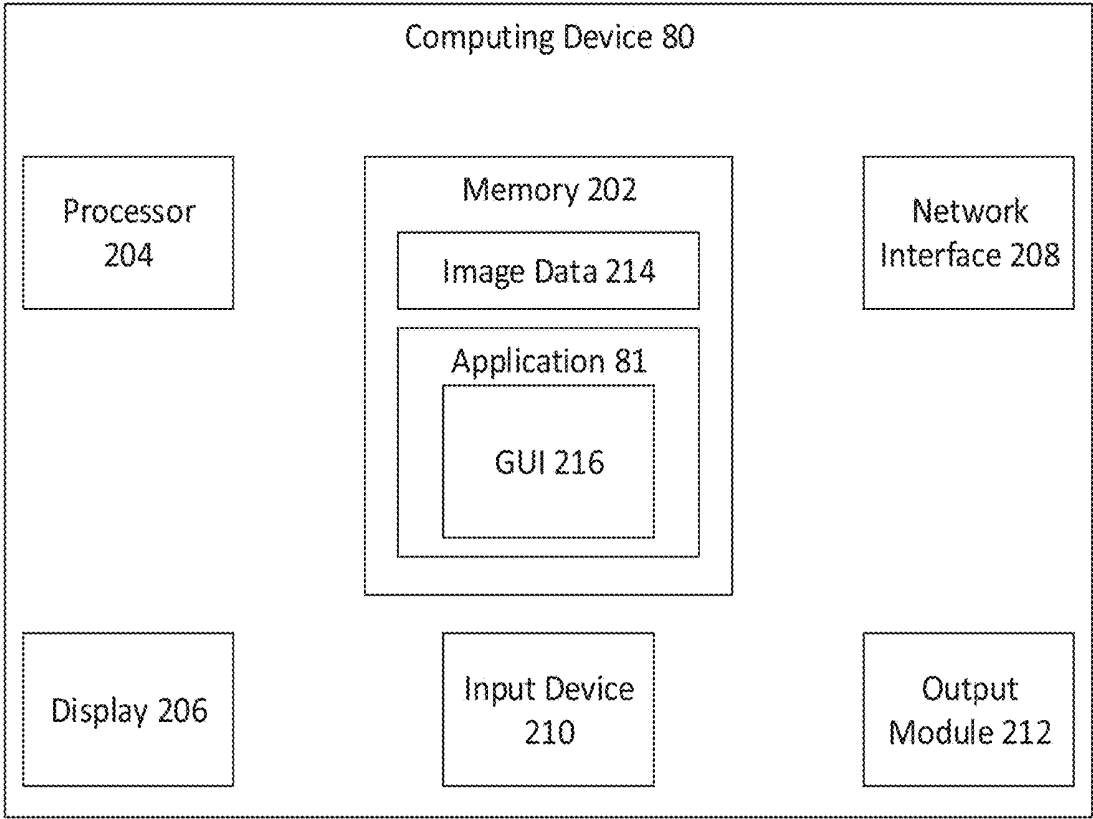 Computing Device 80
Processor
204
Memory 202
Image Data 214
Application 81
GUI 216
Network
Interface 208
Display 206
Input Device
210
Output
Module 212